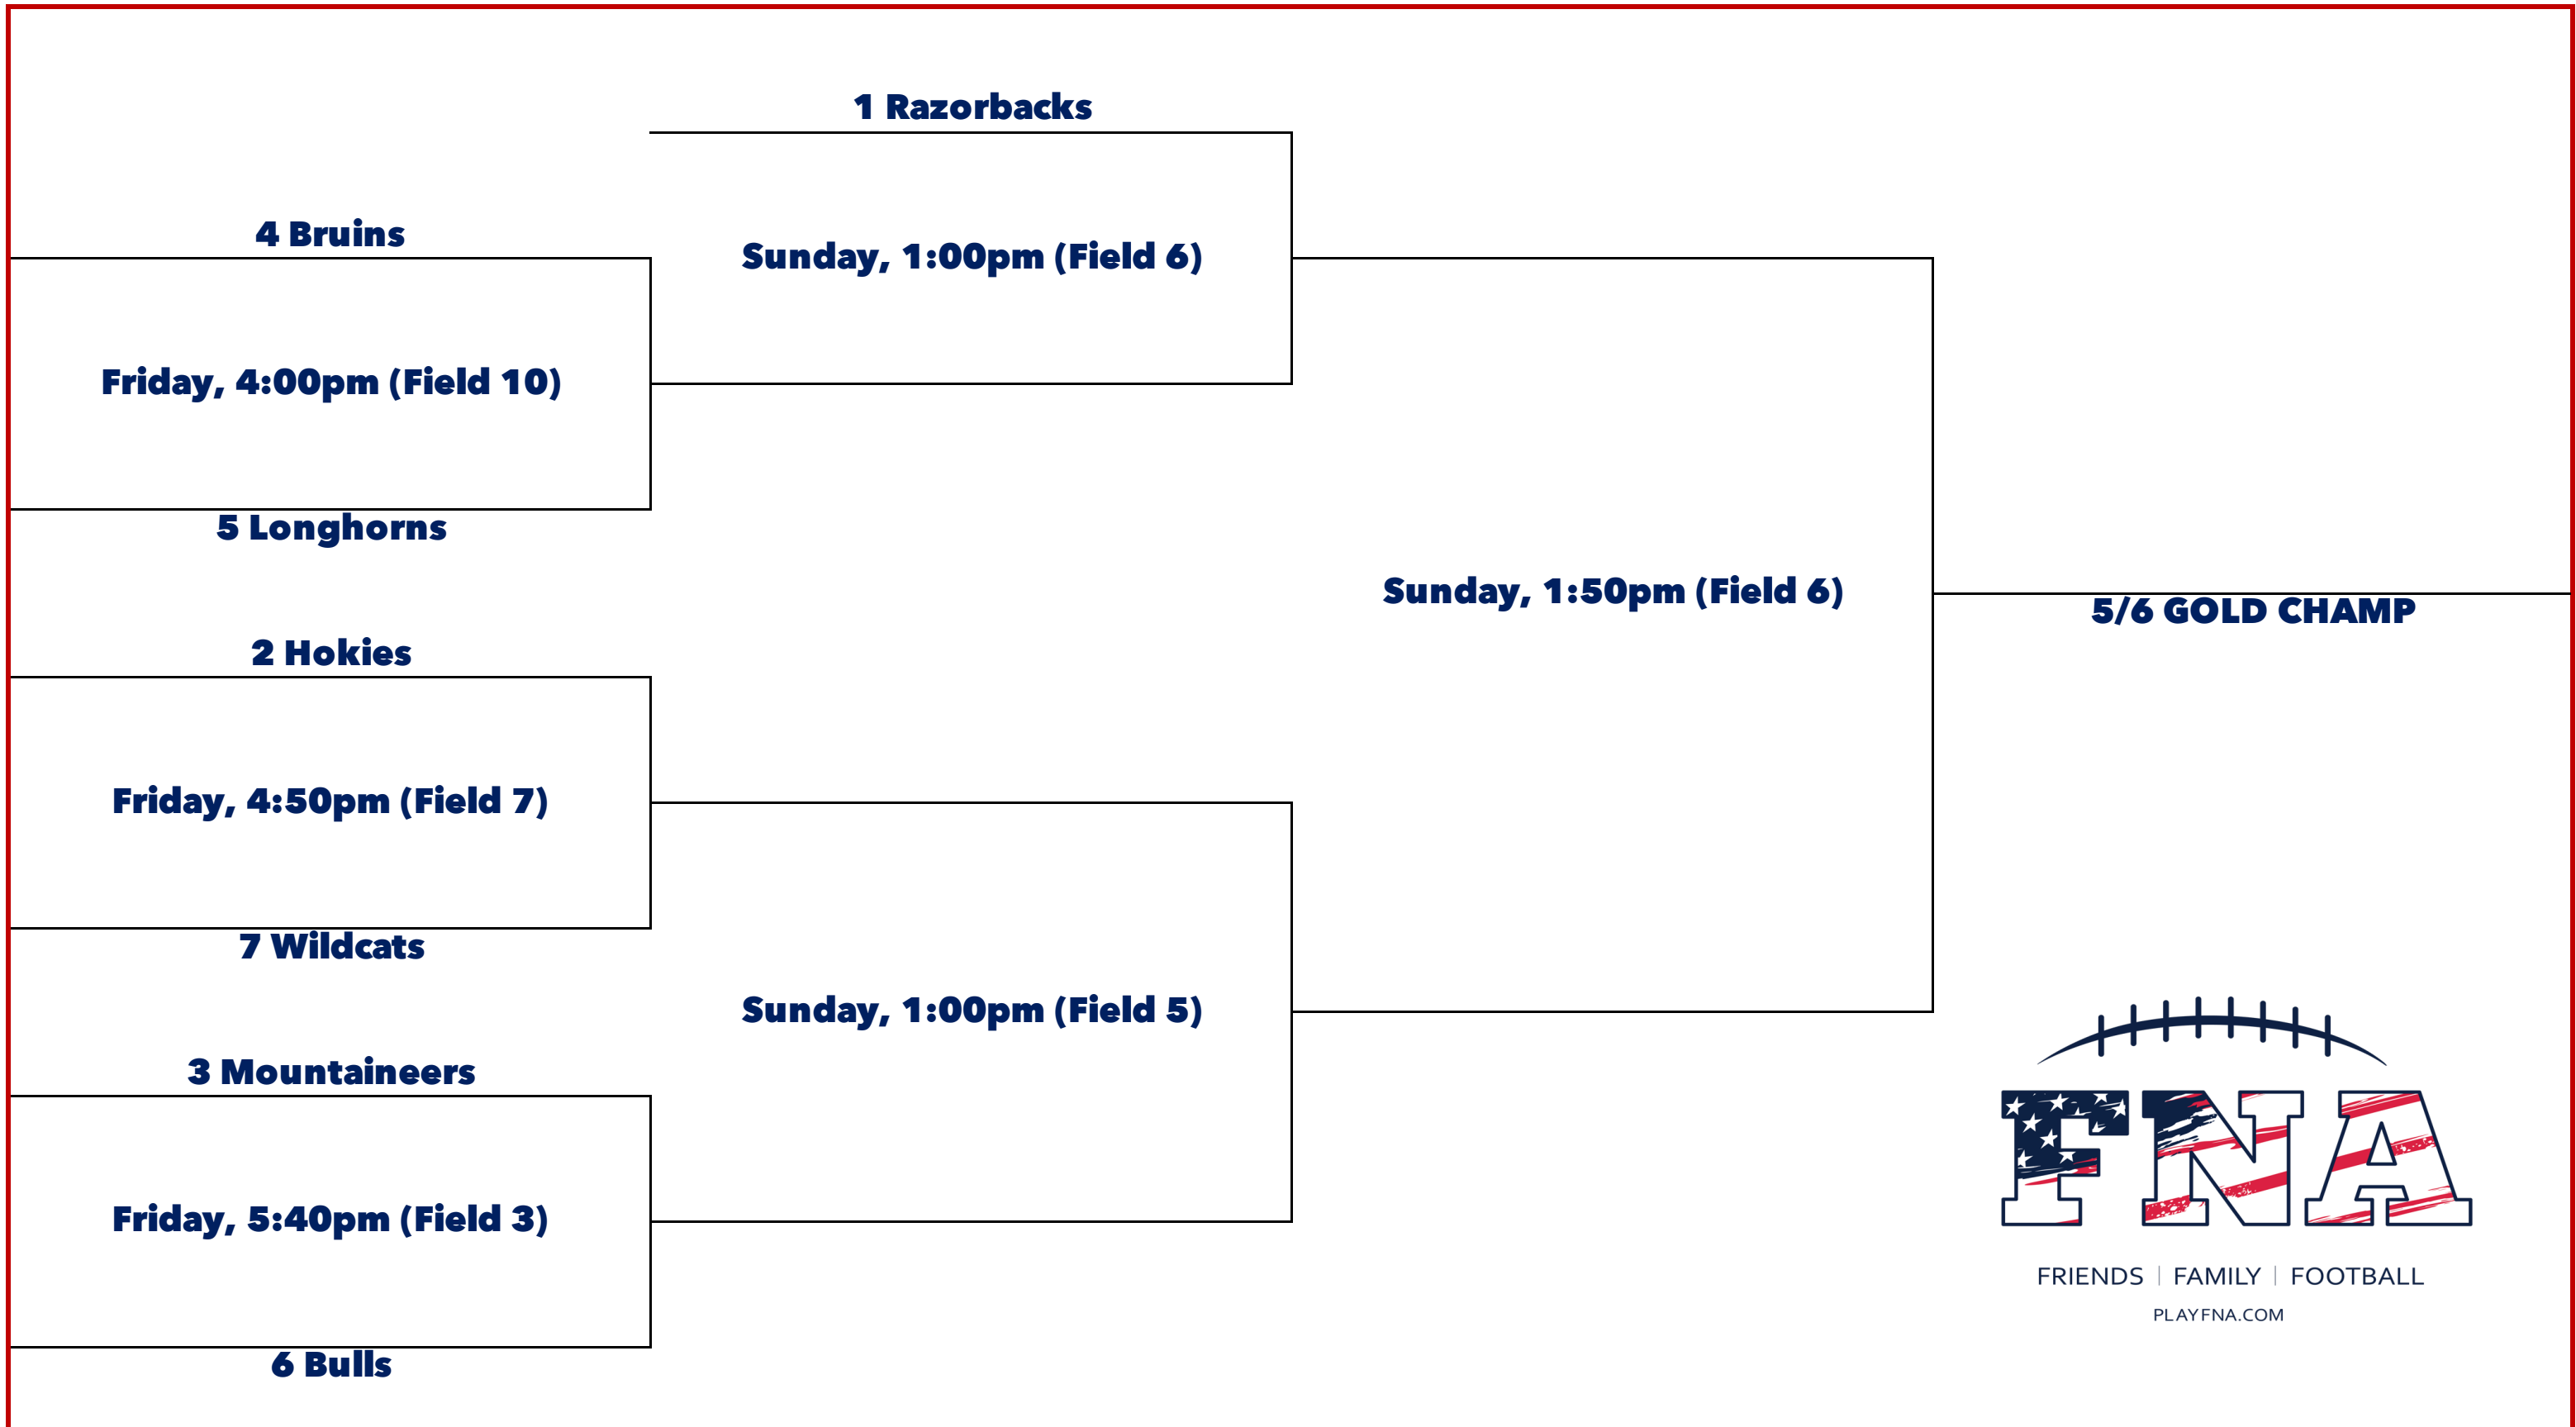 1 Razorbacks
4 Bruins
Sunday, 1:00pm (Field 6)
Friday, 4:00pm (Field 10)
5 Longhorns
Sunday, 1:50pm (Field 6)
5/6 GOLD CHAMP
2 Hokies
Friday, 4:50pm (Field 7)
7 Wildcats
Sunday, 1:00pm (Field 5)
3 Mountaineers
Friday, 5:40pm (Field 3)
6 Bulls
FNA
FRIENDS | FAMILY | FOOTBALL
PLAYFNA.COM